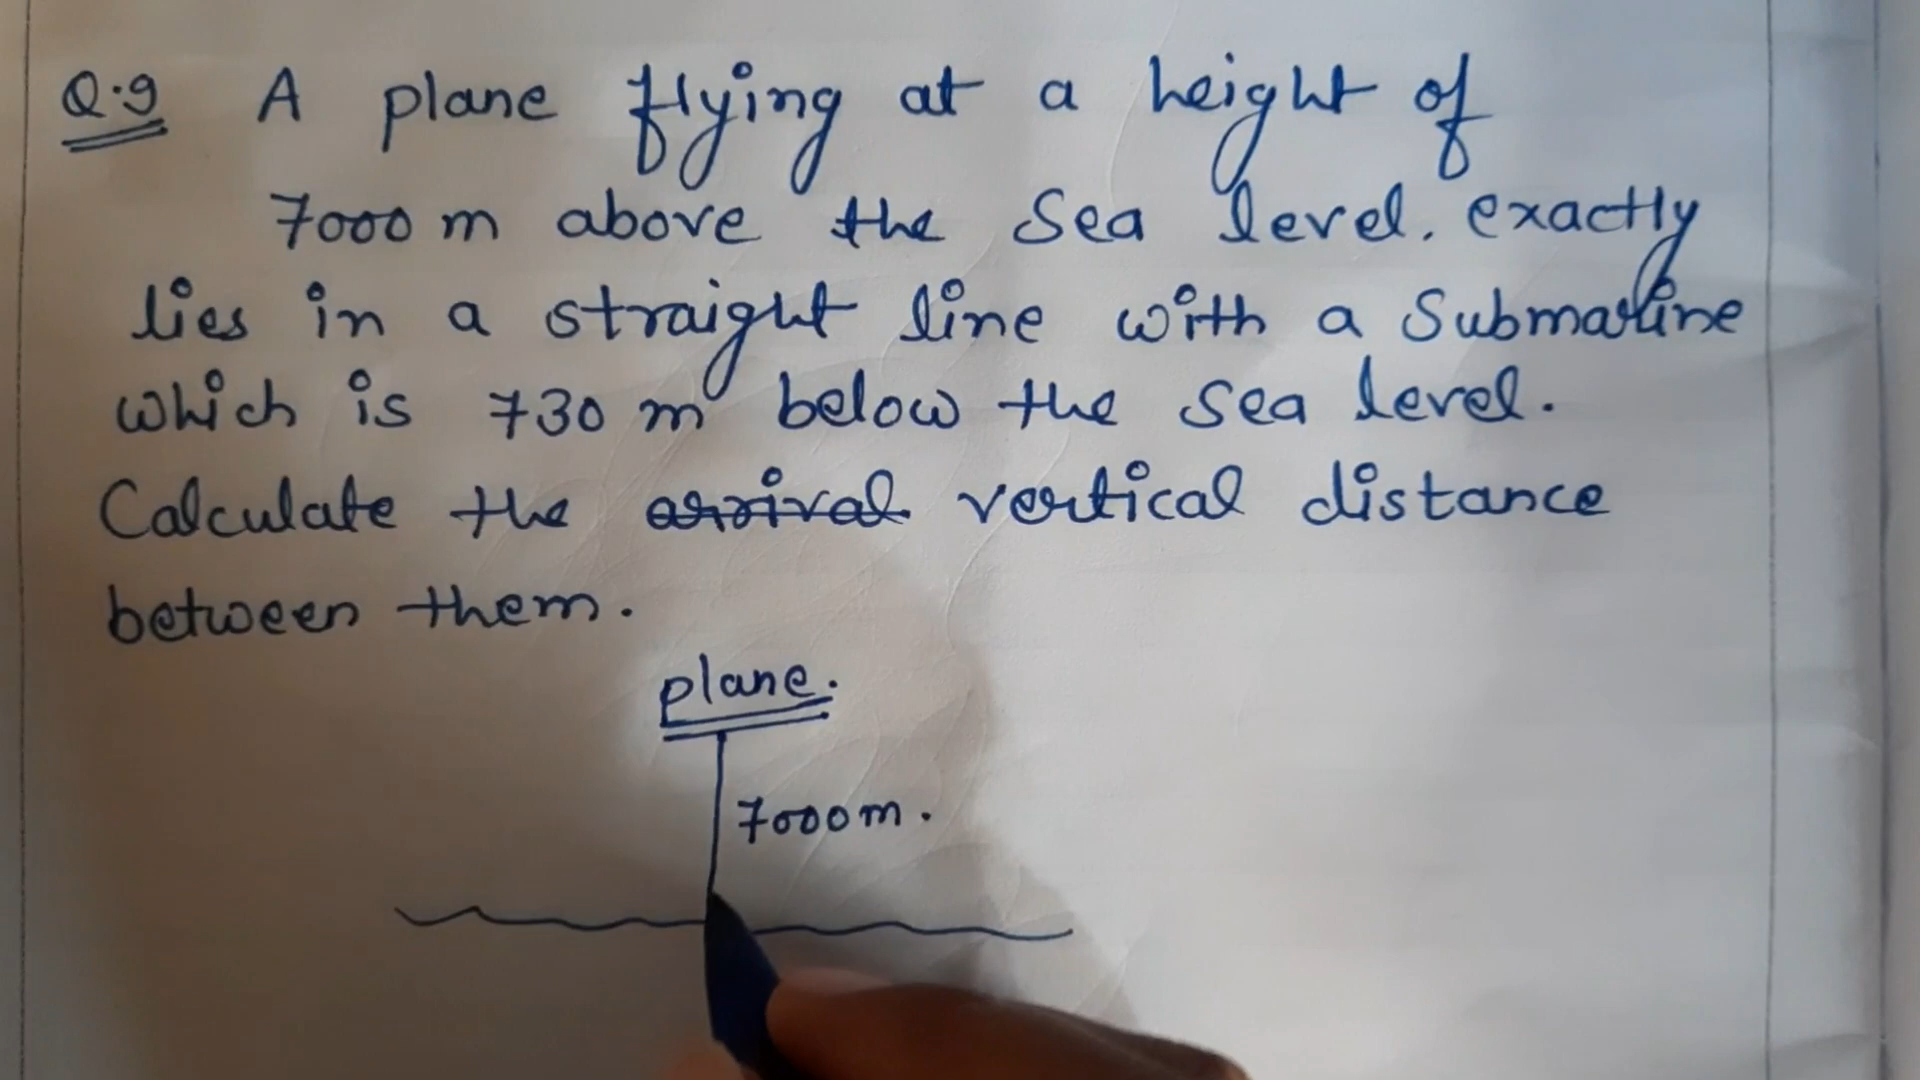 Q.9 A plane flying at a height of
7000 m above the sea level. exactly
lies in a straight line with a submarine
which is 730 m below the sea level.
Calculate the arrival vertical distance
between them.
plane.
7000m.